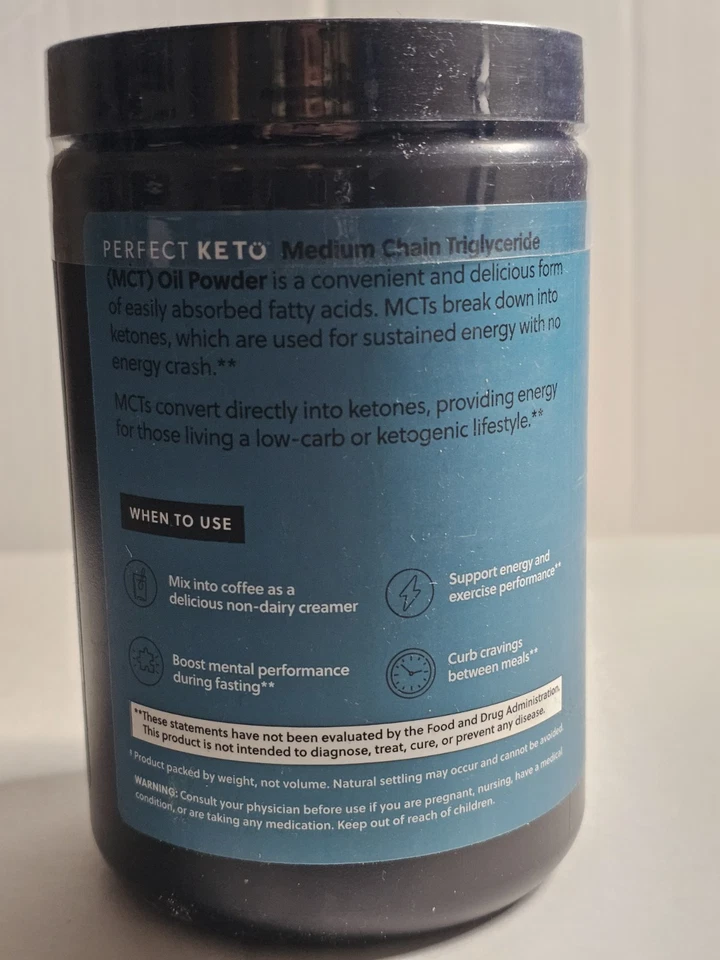 PERFECT KETO Medium Chain Triglyceride
(MCT) Oil Powder is a convenient and delicious form
of easily absorbed fatty acids. MCTs break down into
ketones, which are used for sustained energy with no
energy crash.**
MCTs convert directly into ketones, providing energy
for those living a low-carb or ketogenic lifestyle.**
WHEN TO USE
Mix into coffee as a
delicious non-dairy creamer
Support energy and
exercise performance**
Boost mental performance
during fasting**
Curb cravings
between meals**
**These statements have not been evaluated by the Food and Drug Administration.
This product is not intended to diagnose, treat, cure, or prevent any disease.
† Product packed by weight, not volume. Natural settling may occur and cannot be avoided.
WARNING: Consult your physician before use if you are pregnant, nursing, have a medical
condition, or are taking any medication. Keep out of reach of children.